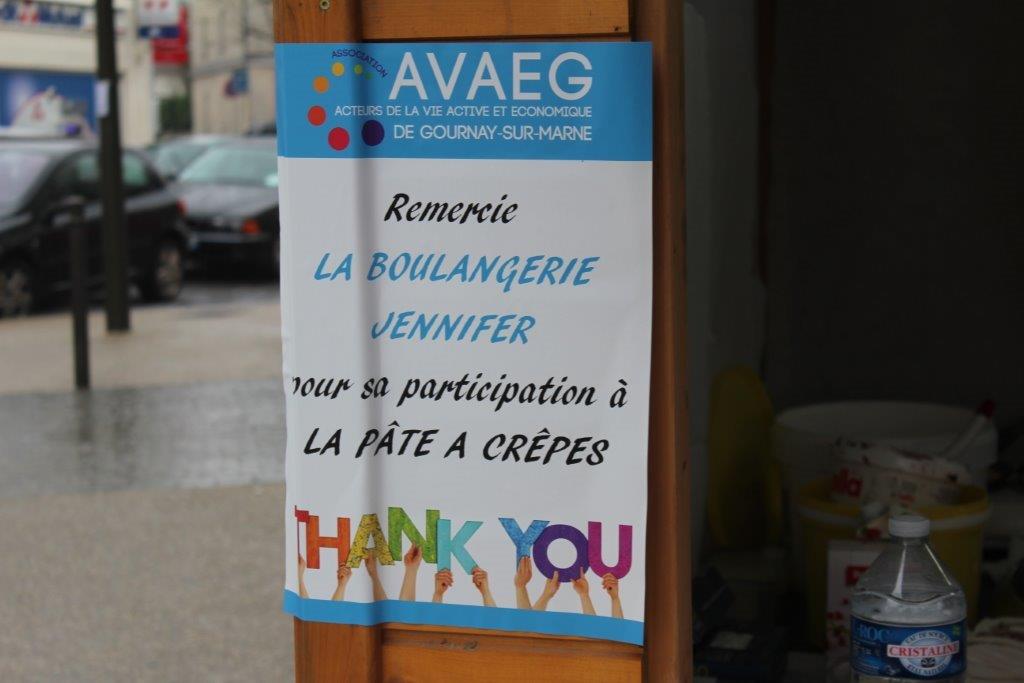 ASSOCIATION
AVAEG
ACTEURS DE LA VIE ACTIVE ET ECONOMIQUE
DE GOURNAY-SUR-MARNE
Remercie
LA BOULANGERIE
JENNIFER
pour sa participation à
LA PÂTE A CRÊPES
THANK YOU
CRISTALINE